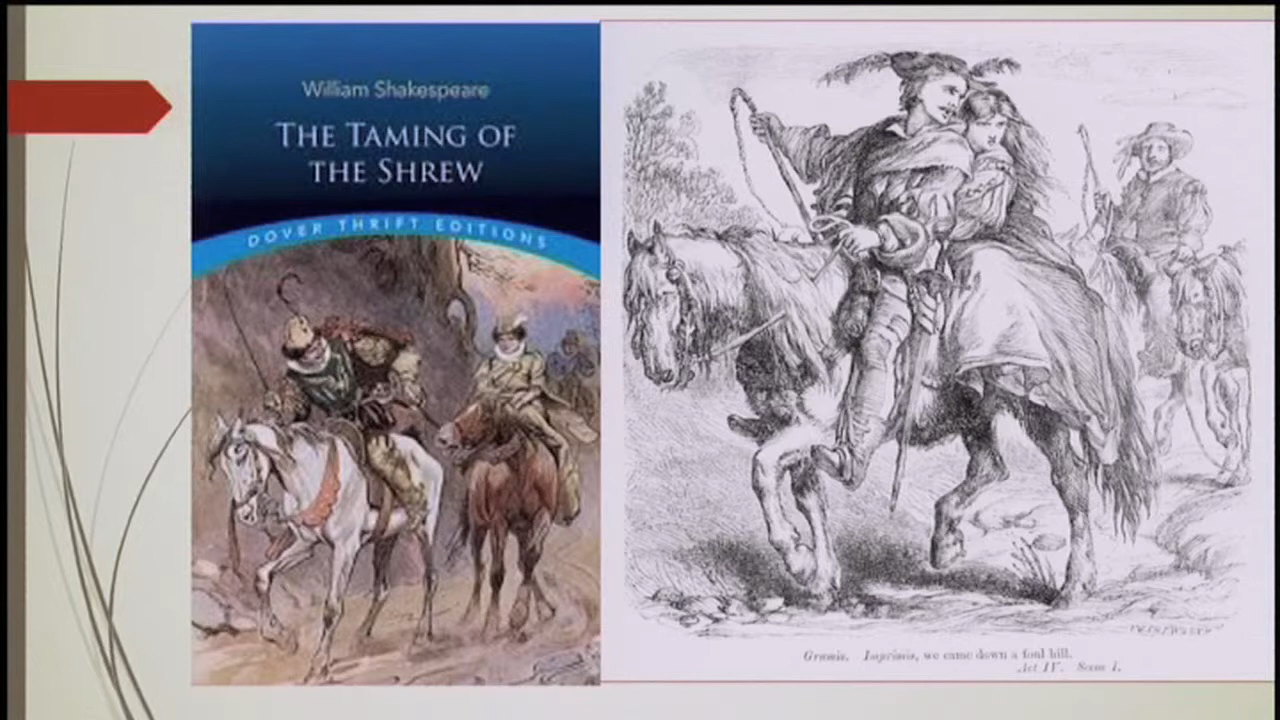 William Shakespeare
THE TAMING OF
THE SHREW
DOVER THRIFT EDITIONS
Grumio. Imprimis, we came down a foul hill.
Act IV. Scene I.